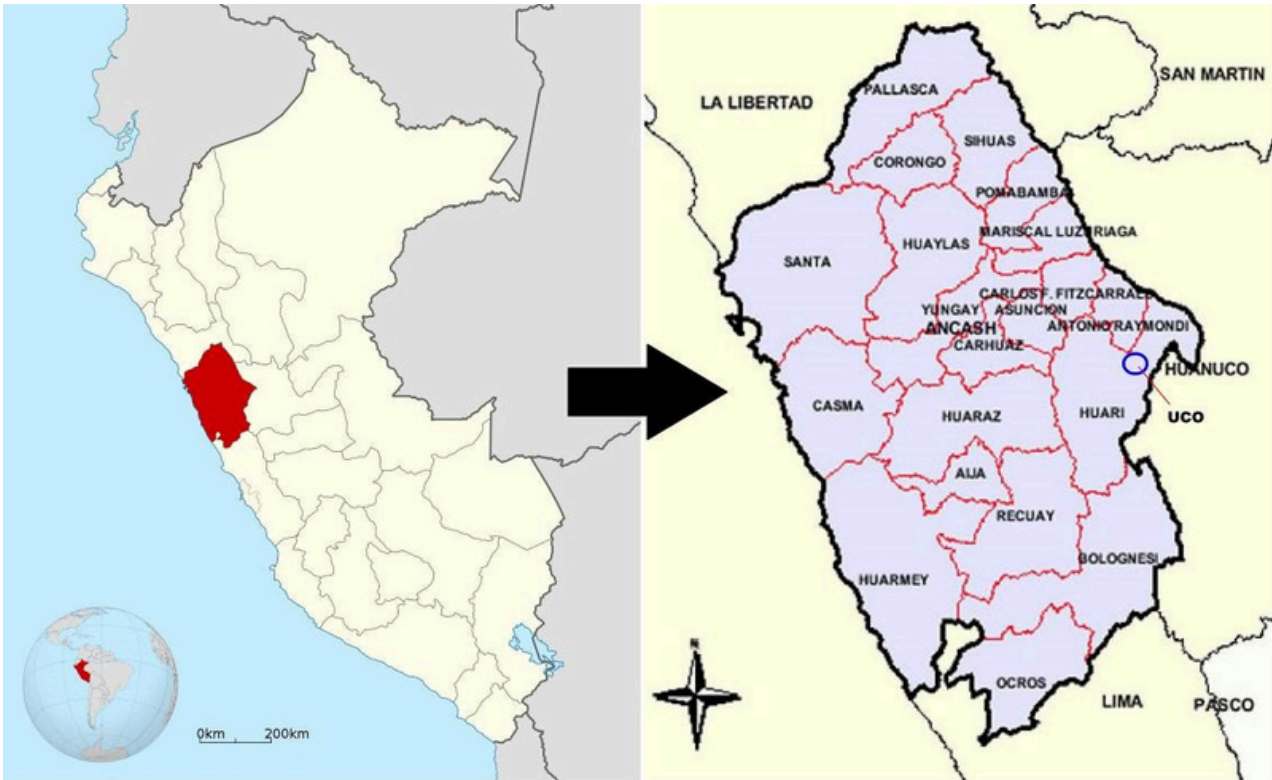 0km 200km
SAN MARTIN
PALLASCA
LA LIBERTAD
SIHUAS
CORONGO
POMABAMBA
MARISCAL LUZURIAGA
HUAYLAS
SANTA
CARLOS F. FITZCARRALD
YUNGAY
ASUNCION
ANCASH
ANTONIO RAYMONDI
CARHUAZ
HUANUCO
CASMA
HUARAZ
HUARI
UCO
AIJA
RECUAY
BOLOGNESI
HUARMEY
N
OCROS
LIMA
PASCO